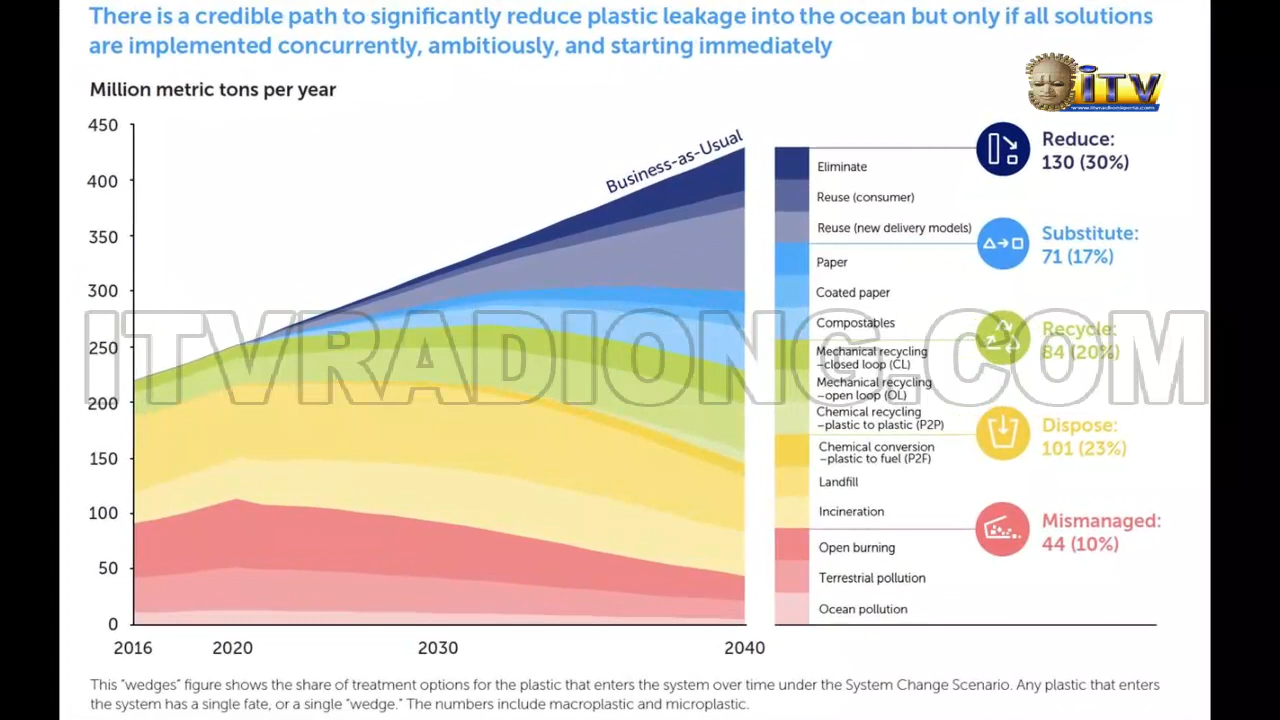 There is a credible path to significantly reduce plastic leakage into the ocean but only if all solutions
are implemented concurrently, ambitiously, and starting immediately
iTV
www.itvradionigeria.com
Million metric tons per year
450
400
350
300
250
200
150
100
50
0
2016
2020
2030
2040
Business-as-Usual
Eliminate
Reuse (consumer)
Reuse (new delivery models)
Paper
Coated paper
Compostables
Mechanical recycling
–closed loop (CL)
Mechanical recycling
–open loop (OL)
Chemical recycling
–plastic to plastic (P2P)
Chemical conversion
–plastic to fuel (P2F)
Landfill
Incineration
Open burning
Terrestrial pollution
Ocean pollution
Reduce:
130 (30%)
Substitute:
71 (17%)
Recycle:
84 (20%)
Dispose:
101 (23%)
Mismanaged:
44 (10%)
ITVRADIONG.COM
This "wedges" figure shows the share of treatment options for the plastic that enters the system over time under the System Change Scenario. Any plastic that enters
the system has a single fate, or a single "wedge." The numbers include macroplastic and microplastic.